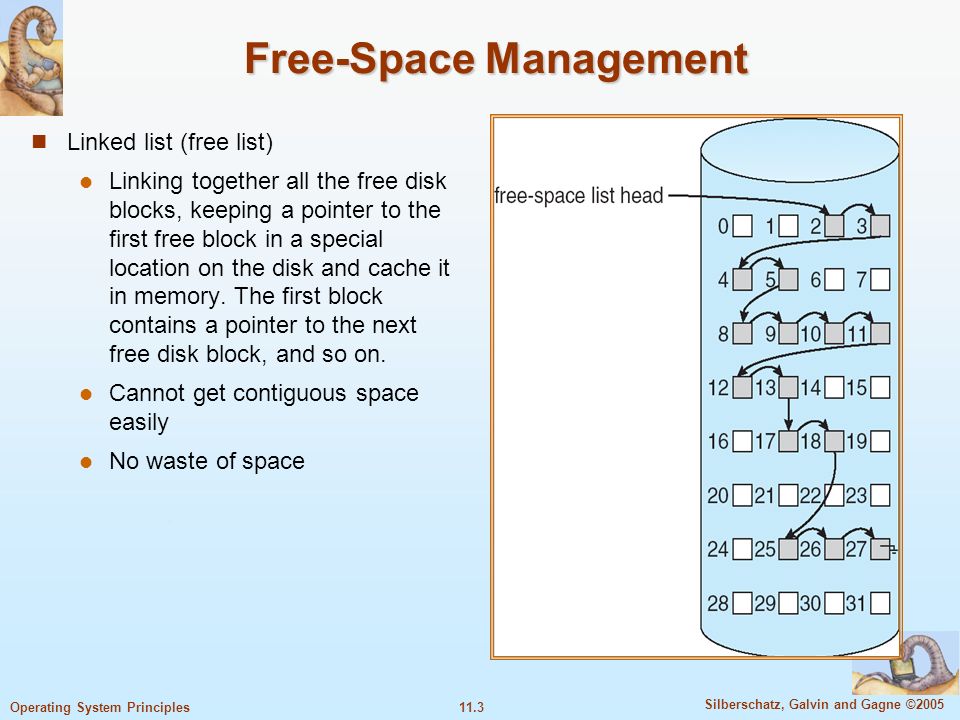 Free-Space Management
Linked list (free list)
Linking together all the free disk
blocks, keeping a pointer to the
first free block in a special
location on the disk and cache it
in memory. The first block
contains a pointer to the next
free disk block, and so on.
Cannot get contiguous space
easily
No waste of space
free-space list head
0 1 2 3
4 5 6 7
8 9 10 11
12 13 14 15
16 17 18 19
20 21 22 23
24 25 26 27
28 29 30 31
Operating System Principles
11.3
Silberschatz, Galvin and Gagne ©2005